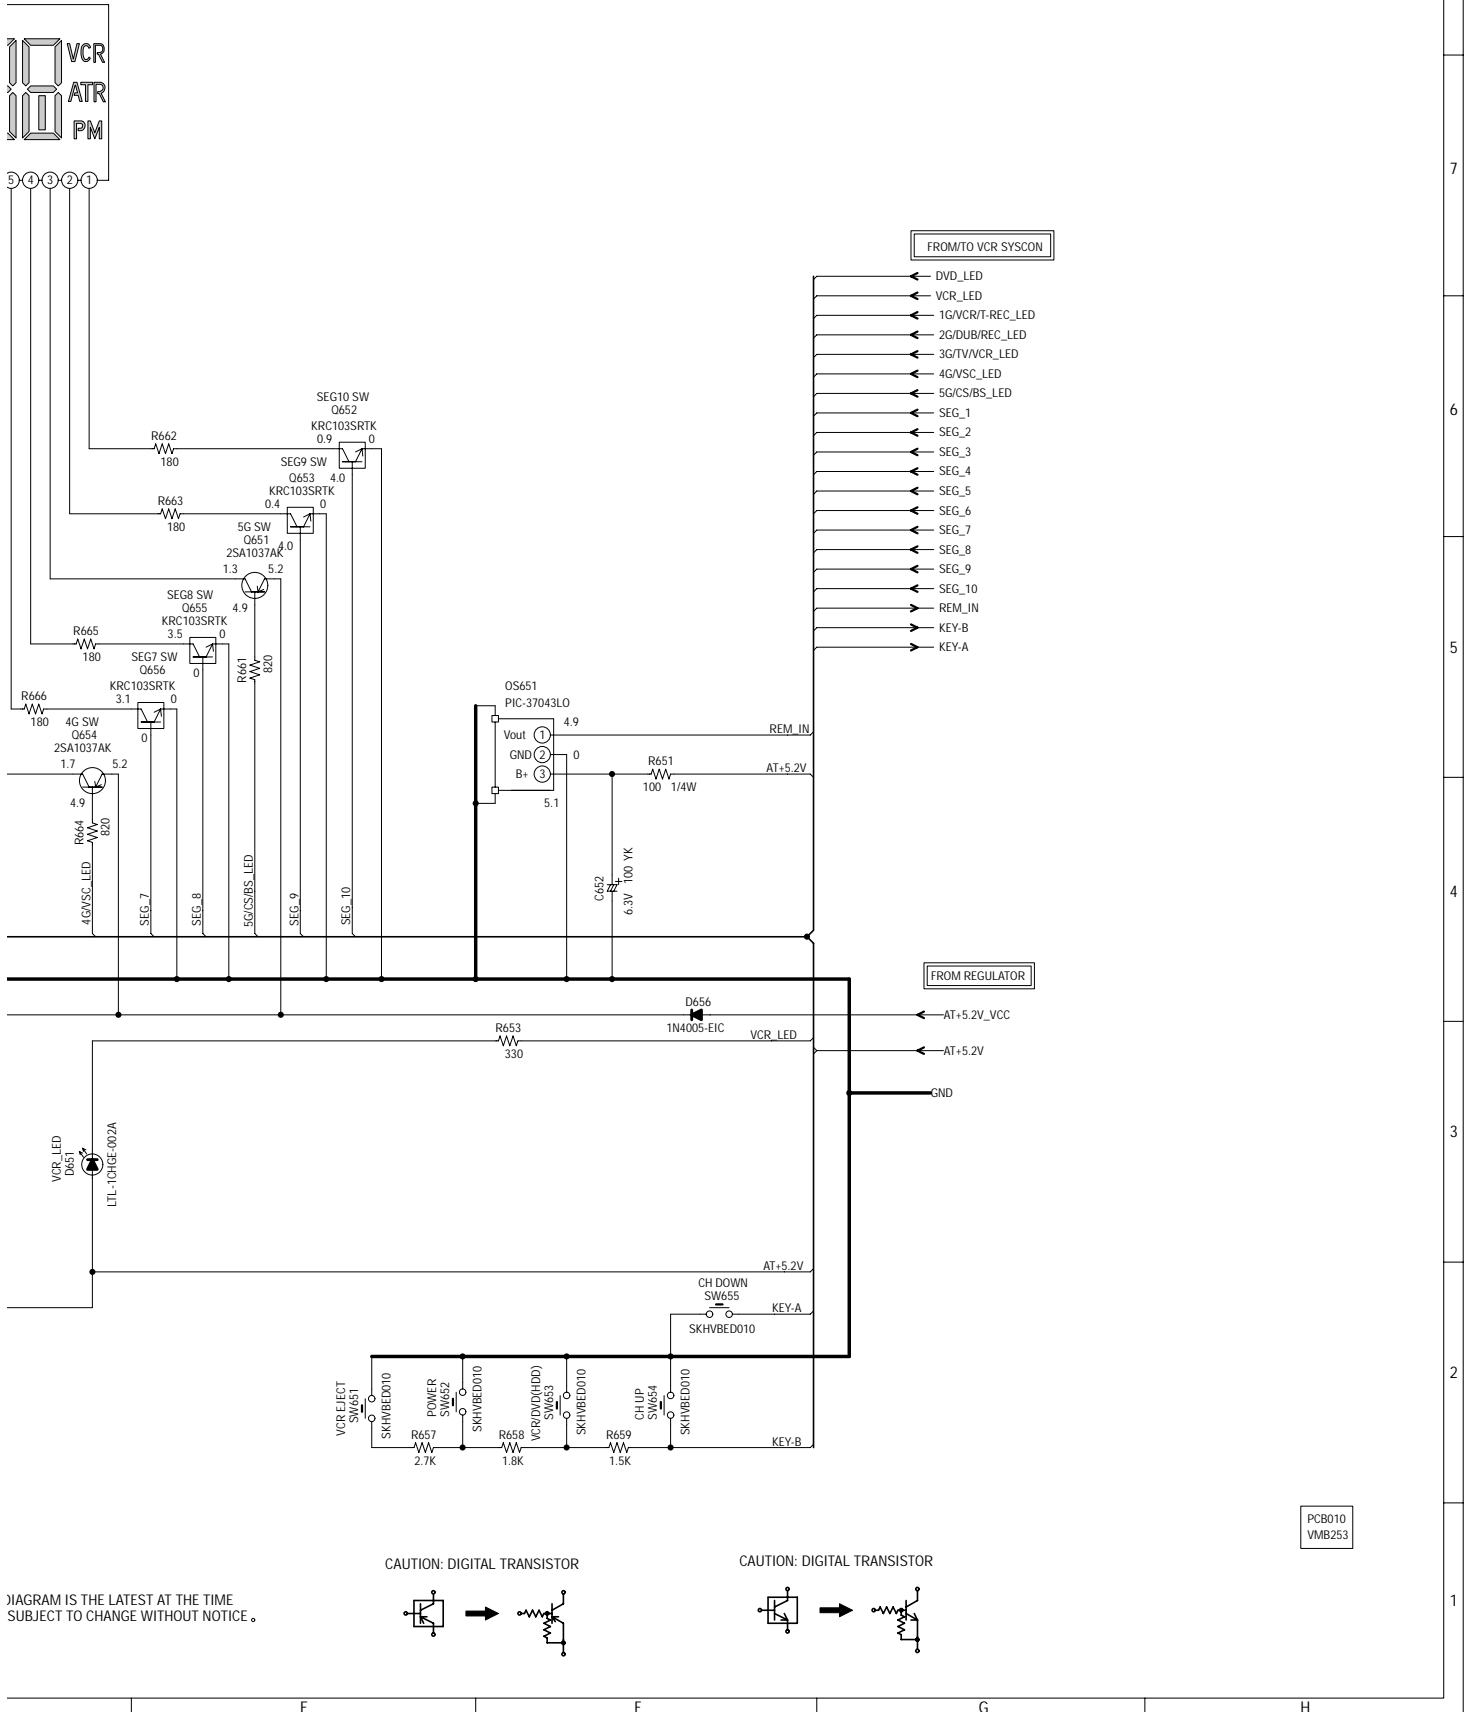 VCR
ATR
PM
5 4 3 2 1
7
FROM/TO VCR SYSCON
DVD_LED
VCR_LED
1G/VCR/T-REC_LED
2G/DUB/REC_LED
3G/TV/VCR_LED
4G/VSC_LED
5G/CS/BS_LED
SEG_1
SEG_2
SEG_3
SEG_4
SEG_5
SEG_6
SEG_7
SEG_8
SEG_9
SEG_10
REM_IN
KEY-B
KEY-A
6
SEG10 SW
Q652
KRC103SRTK
0.9 0
4.0
R662
180
SEG9 SW
Q653
KRC103SRTK
0.4 0
4.0
R663
180
5G SW
Q651
2SA1037AK
1.3 5.2
4.9
SEG8 SW
Q655
KRC103SRTK
3.5 0
0
R665
180
R661
820
SEG7 SW
Q656
KRC103SRTK
3.1 0
0
R666
180
4G SW
Q654
2SA1037AK
1.7 5.2
4.9
R664
820
5
OS651
PIC-37043LO
4.9
Vout 1
GND 2 0
B+ 3
5.1
REM_IN
R651
100 1/4W
AT+5.2V
C652
6.3V 100 YK
4
4G/VSC_LED
SEG_7
SEG_8
5G/CS/BS_LED
SEG_9
SEG_10
FROM REGULATOR
AT+5.2V_VCC
AT+5.2V
GND
D656
1N4005-EIC
R653
330
VCR_LED
3
VCR_LED
D651
LTL-1CHGE-002A
AT+5.2V
CH DOWN
SW655
SKHVBED010
KEY-A
2
VCR EJECT
SW651
SKHVBED010
POWER
SW652
SKHVBED010
VCR/DVD(HDD)
SW653
SKHVBED010
CH UP
SW654
SKHVBED010
R657
2.7K
R658
1.8K
R659
1.5K
KEY-B
PCB010
VMB253
CAUTION: DIGITAL TRANSISTOR
CAUTION: DIGITAL TRANSISTOR
IAGRAM IS THE LATEST AT THE TIME
SUBJECT TO CHANGE WITHOUT NOTICE 。
1
G
H